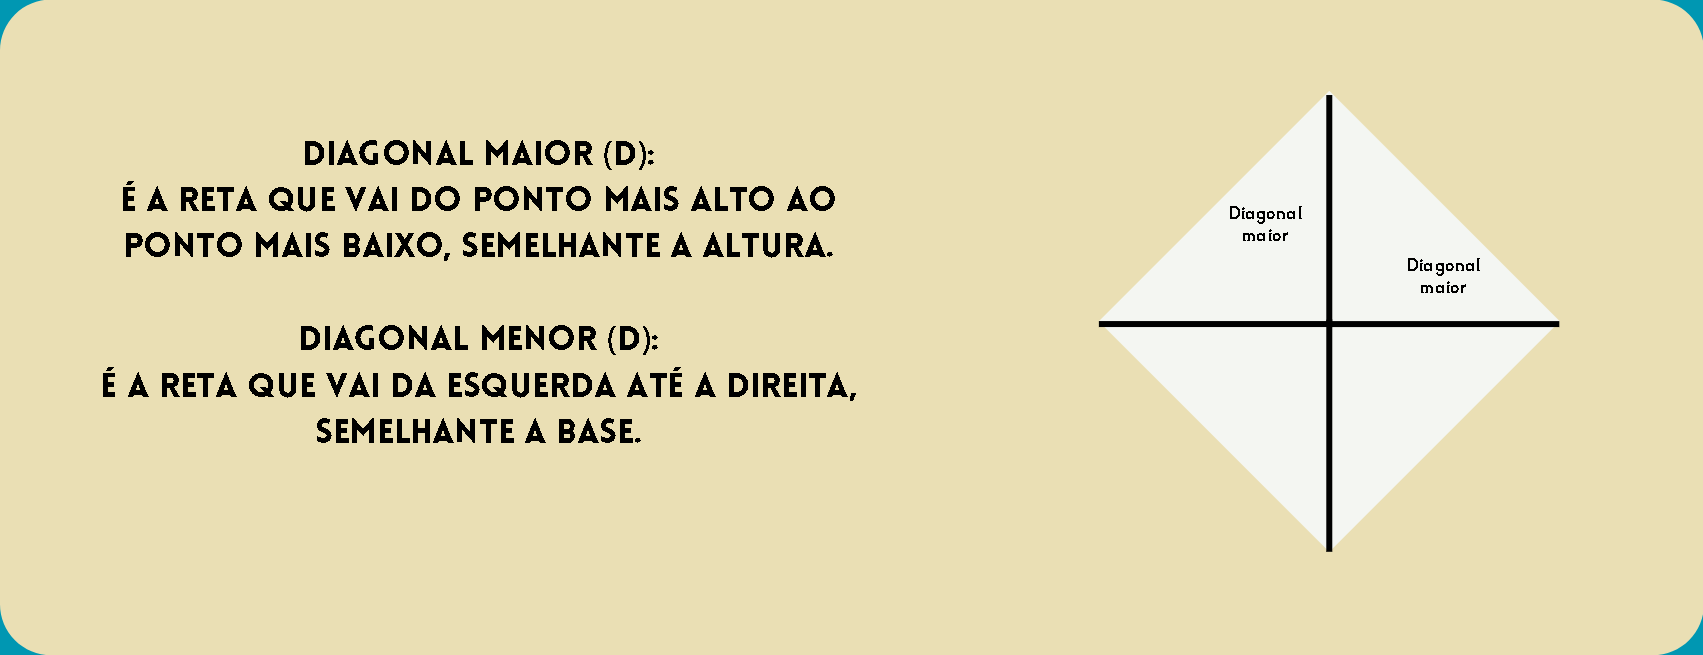 DIAGONAL MAIOR (D):
É A RETA QUE VAI DO PONTO MAIS ALTO AO
PONTO MAIS BAIXO, SEMELHANTE A ALTURA.
DIAGONAL MENOR (D):
É A RETA QUE VAI DA ESQUERDA ATÉ A DIREITA,
SEMELHANTE A BASE.
Diagonal
maior
Diagonal
maior